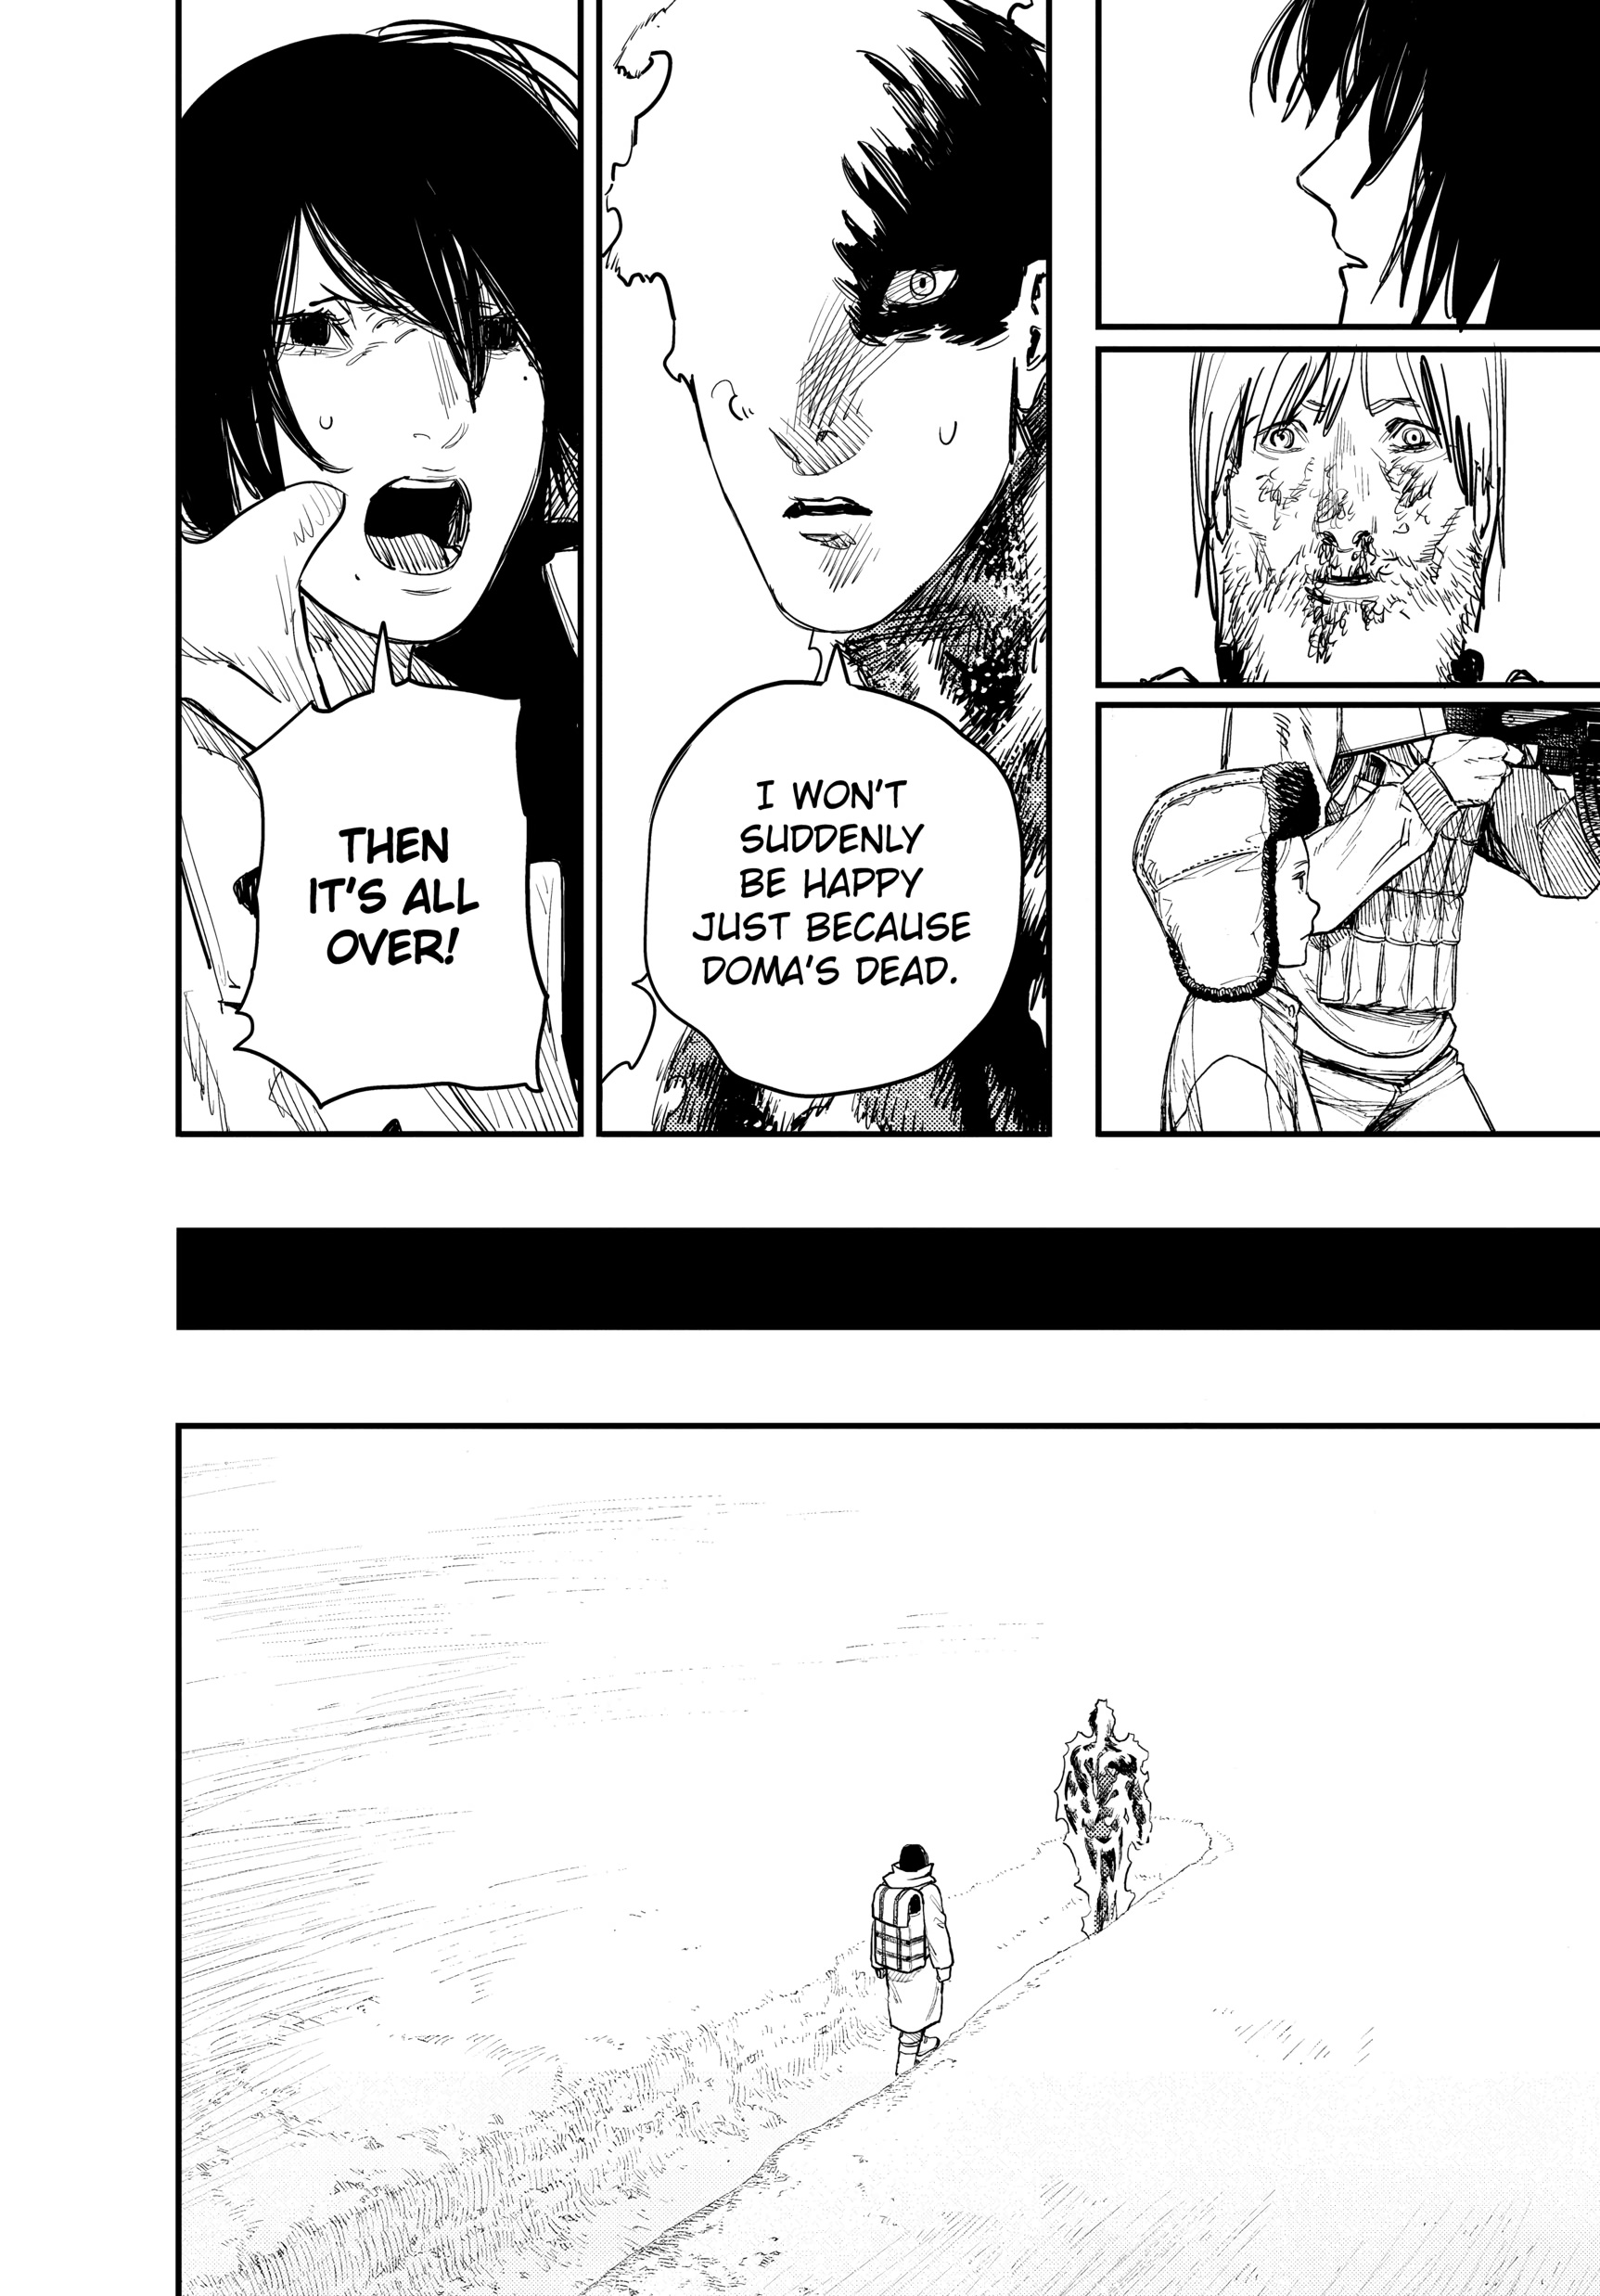 I WON'T
SUDDENLY
BE HAPPY
JUST BECAUSE
DOMA'S DEAD.
THEN
IT'S ALL
OVER!